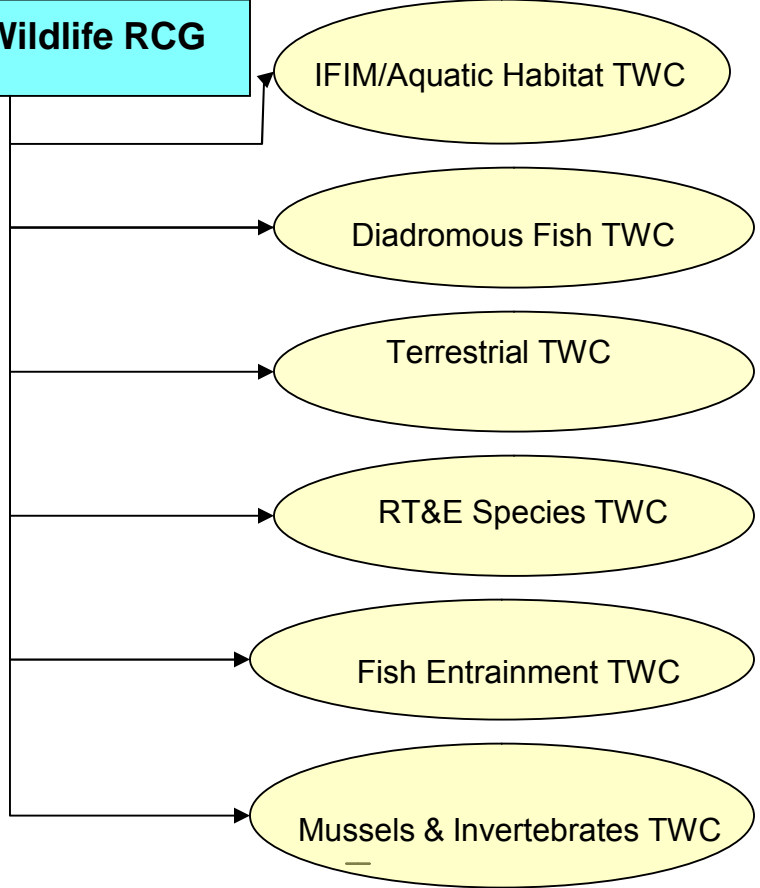 Wildlife RCG
IFIM/Aquatic Habitat TWC
Diadromous Fish TWC
Terrestrial TWC
RT&E Species TWC
Fish Entrainment TWC
Mussels & Invertebrates TWC